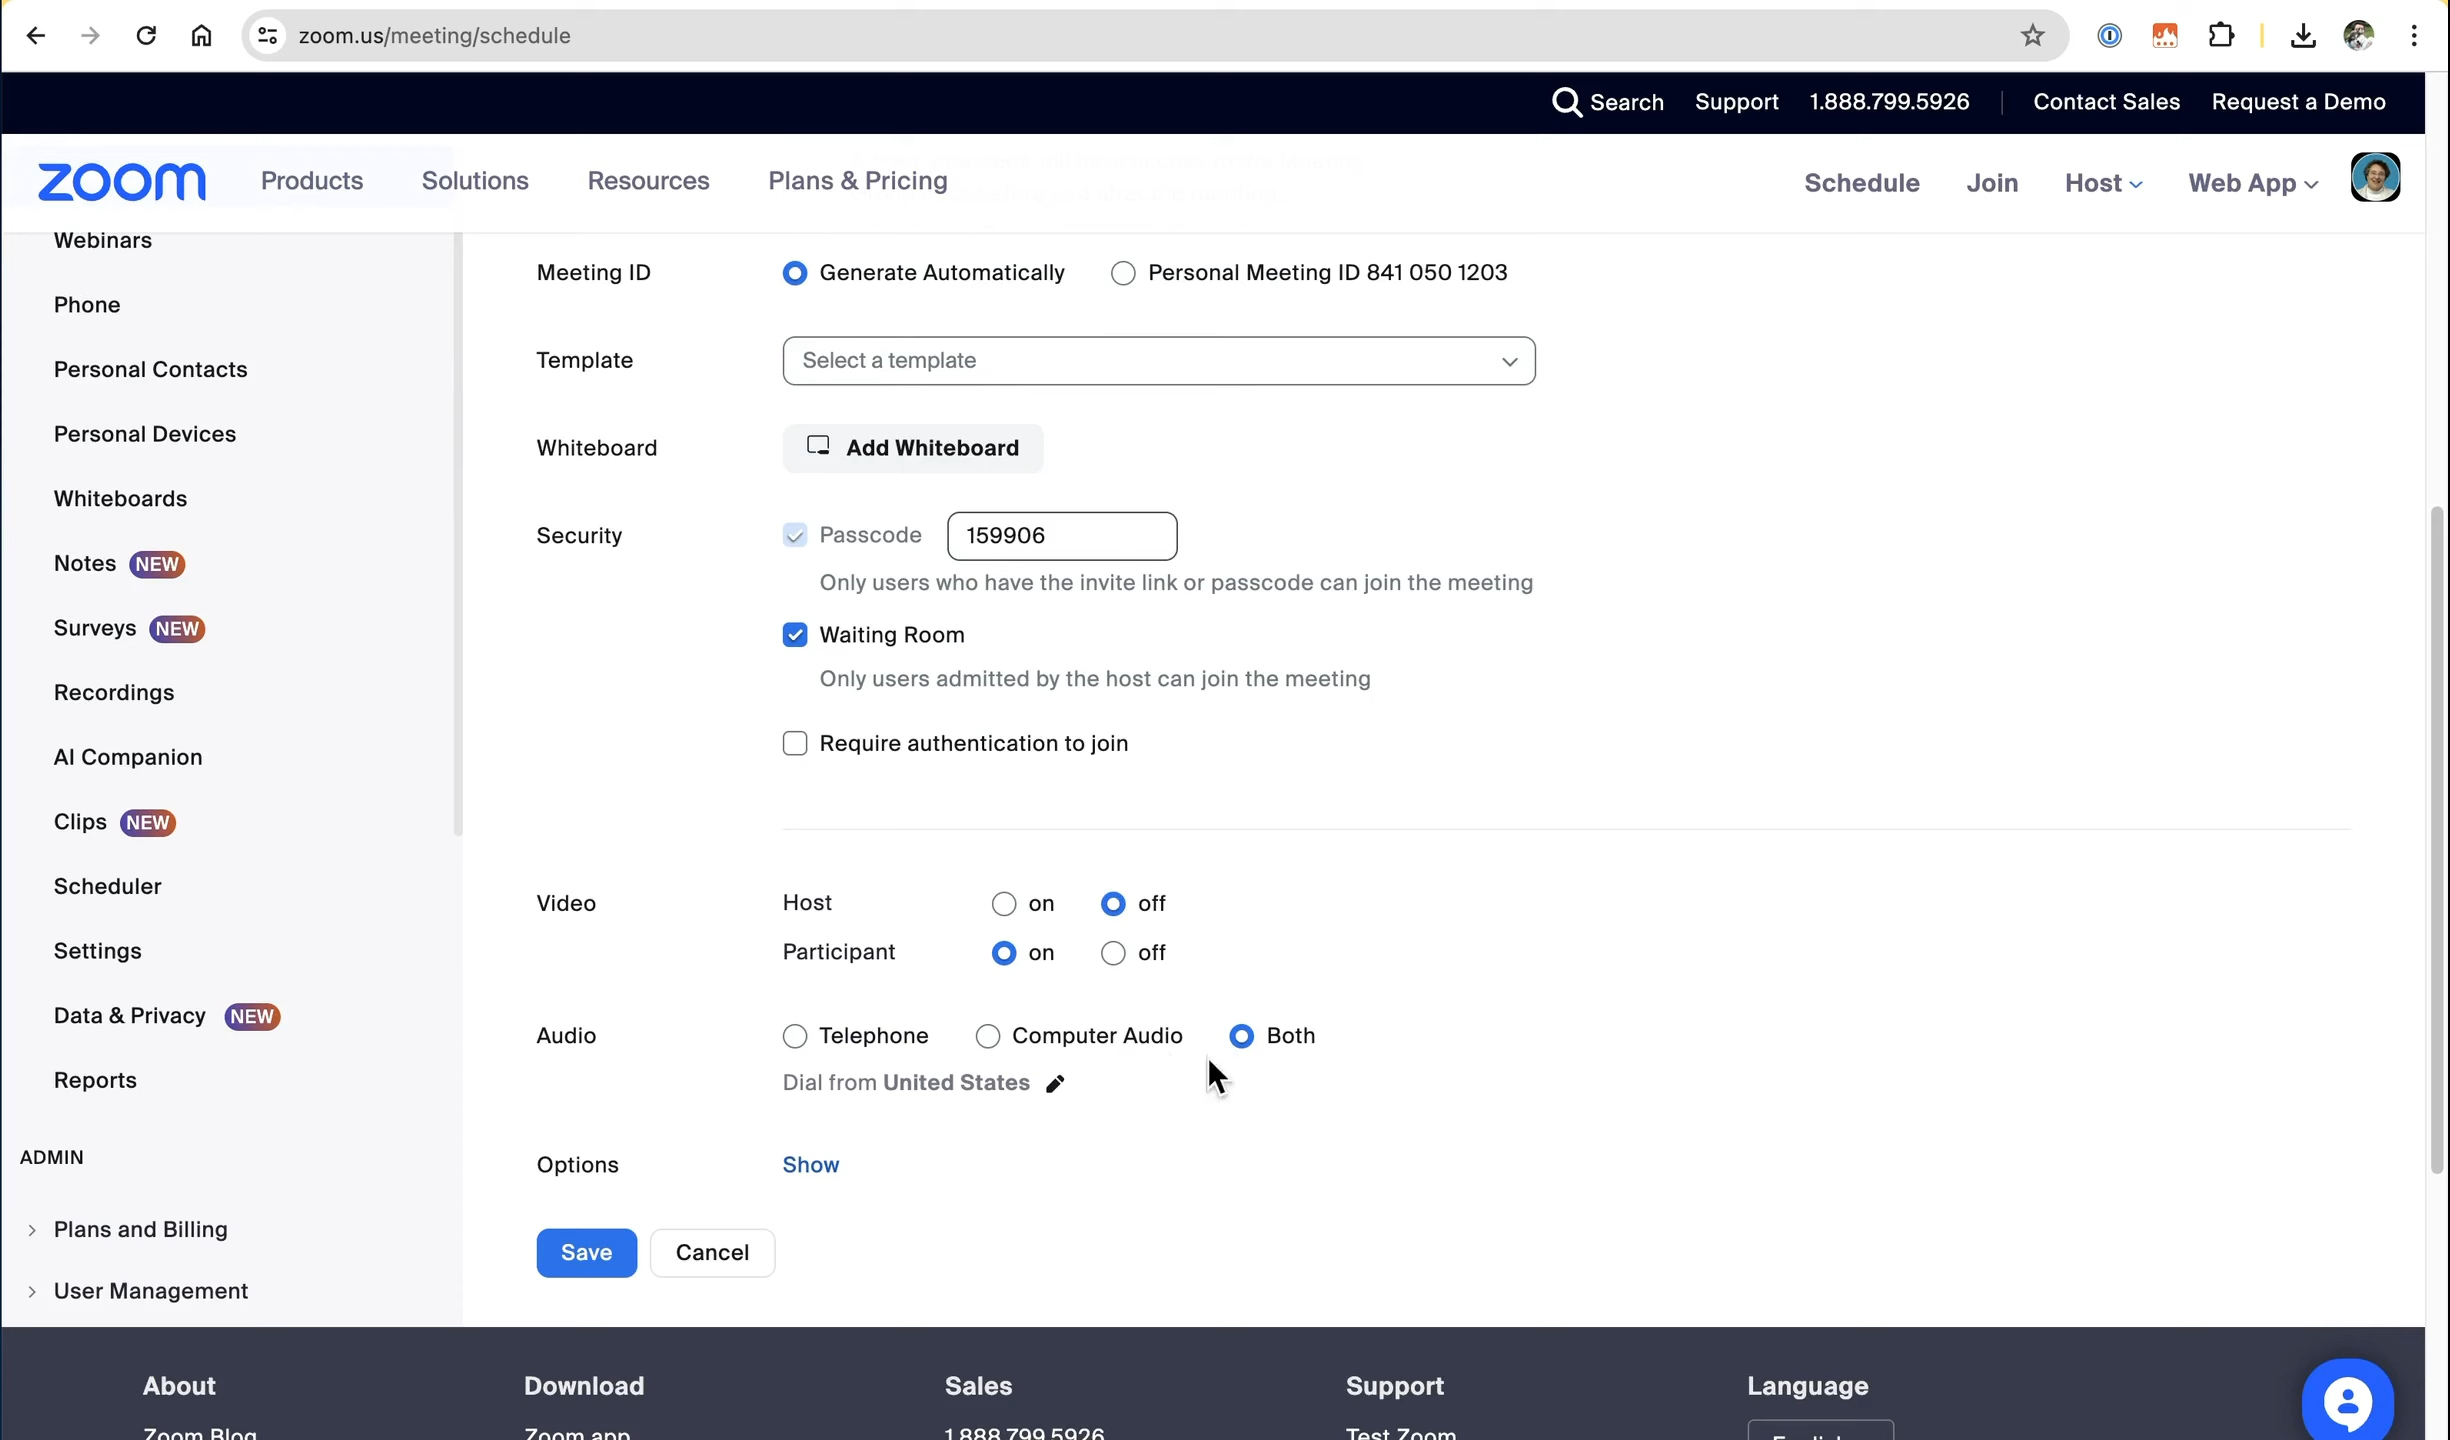 zoom.us/meeting/schedule
Search Support 1.888.799.5926 Contact Sales Request a Demo
zoom Products Solutions Resources Plans & Pricing Schedule Join Host Web App
Webinars
Phone
Personal Contacts
Personal Devices
Whiteboards
Notes NEW
Surveys NEW
Recordings
AI Companion
Clips NEW
Scheduler
Settings
Data & Privacy NEW
Reports
ADMIN
Plans and Billing
User Management
Meeting ID Generate Automatically Personal Meeting ID 841 050 1203
Template Select a template
Whiteboard Add Whiteboard
Security Passcode 159906
Only users who have the invite link or passcode can join the meeting
Waiting Room
Only users admitted by the host can join the meeting
Require authentication to join
Video Host on off
Participant on off
Audio Telephone Computer Audio Both
Dial from United States
Options Show
Save Cancel
About Download Sales Support Language
Zoom Blog Zoom app 1.888.799.5926 Test Zoom